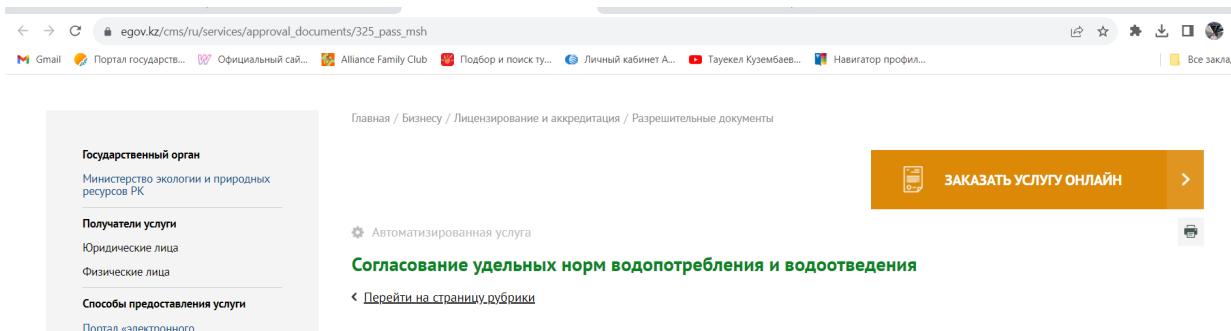 egov.kz/cms/ru/services/approval_documents/325_pass_msh
Gmail Портал государств... Официальный сай... Alliance Family Club Подбор и поиск ту... Личный кабинет А... Тауекел Кузембаев... Навигатор профил... Все закла
Главная / Бизнесу / Лицензирование и аккредитация / Разрешительные документы
Государственный орган
Министерство экологии и природных
ресурсов РК
Получатели услуги
Юридические лица
Физические лица
Способы предоставления услуги
Портал «электронного
ЗАКАЗАТЬ УСЛУГУ ОНЛАЙН
Автоматизированная услуга
Согласование удельных норм водопотребления и водоотведения
Перейти на страницу рубрики